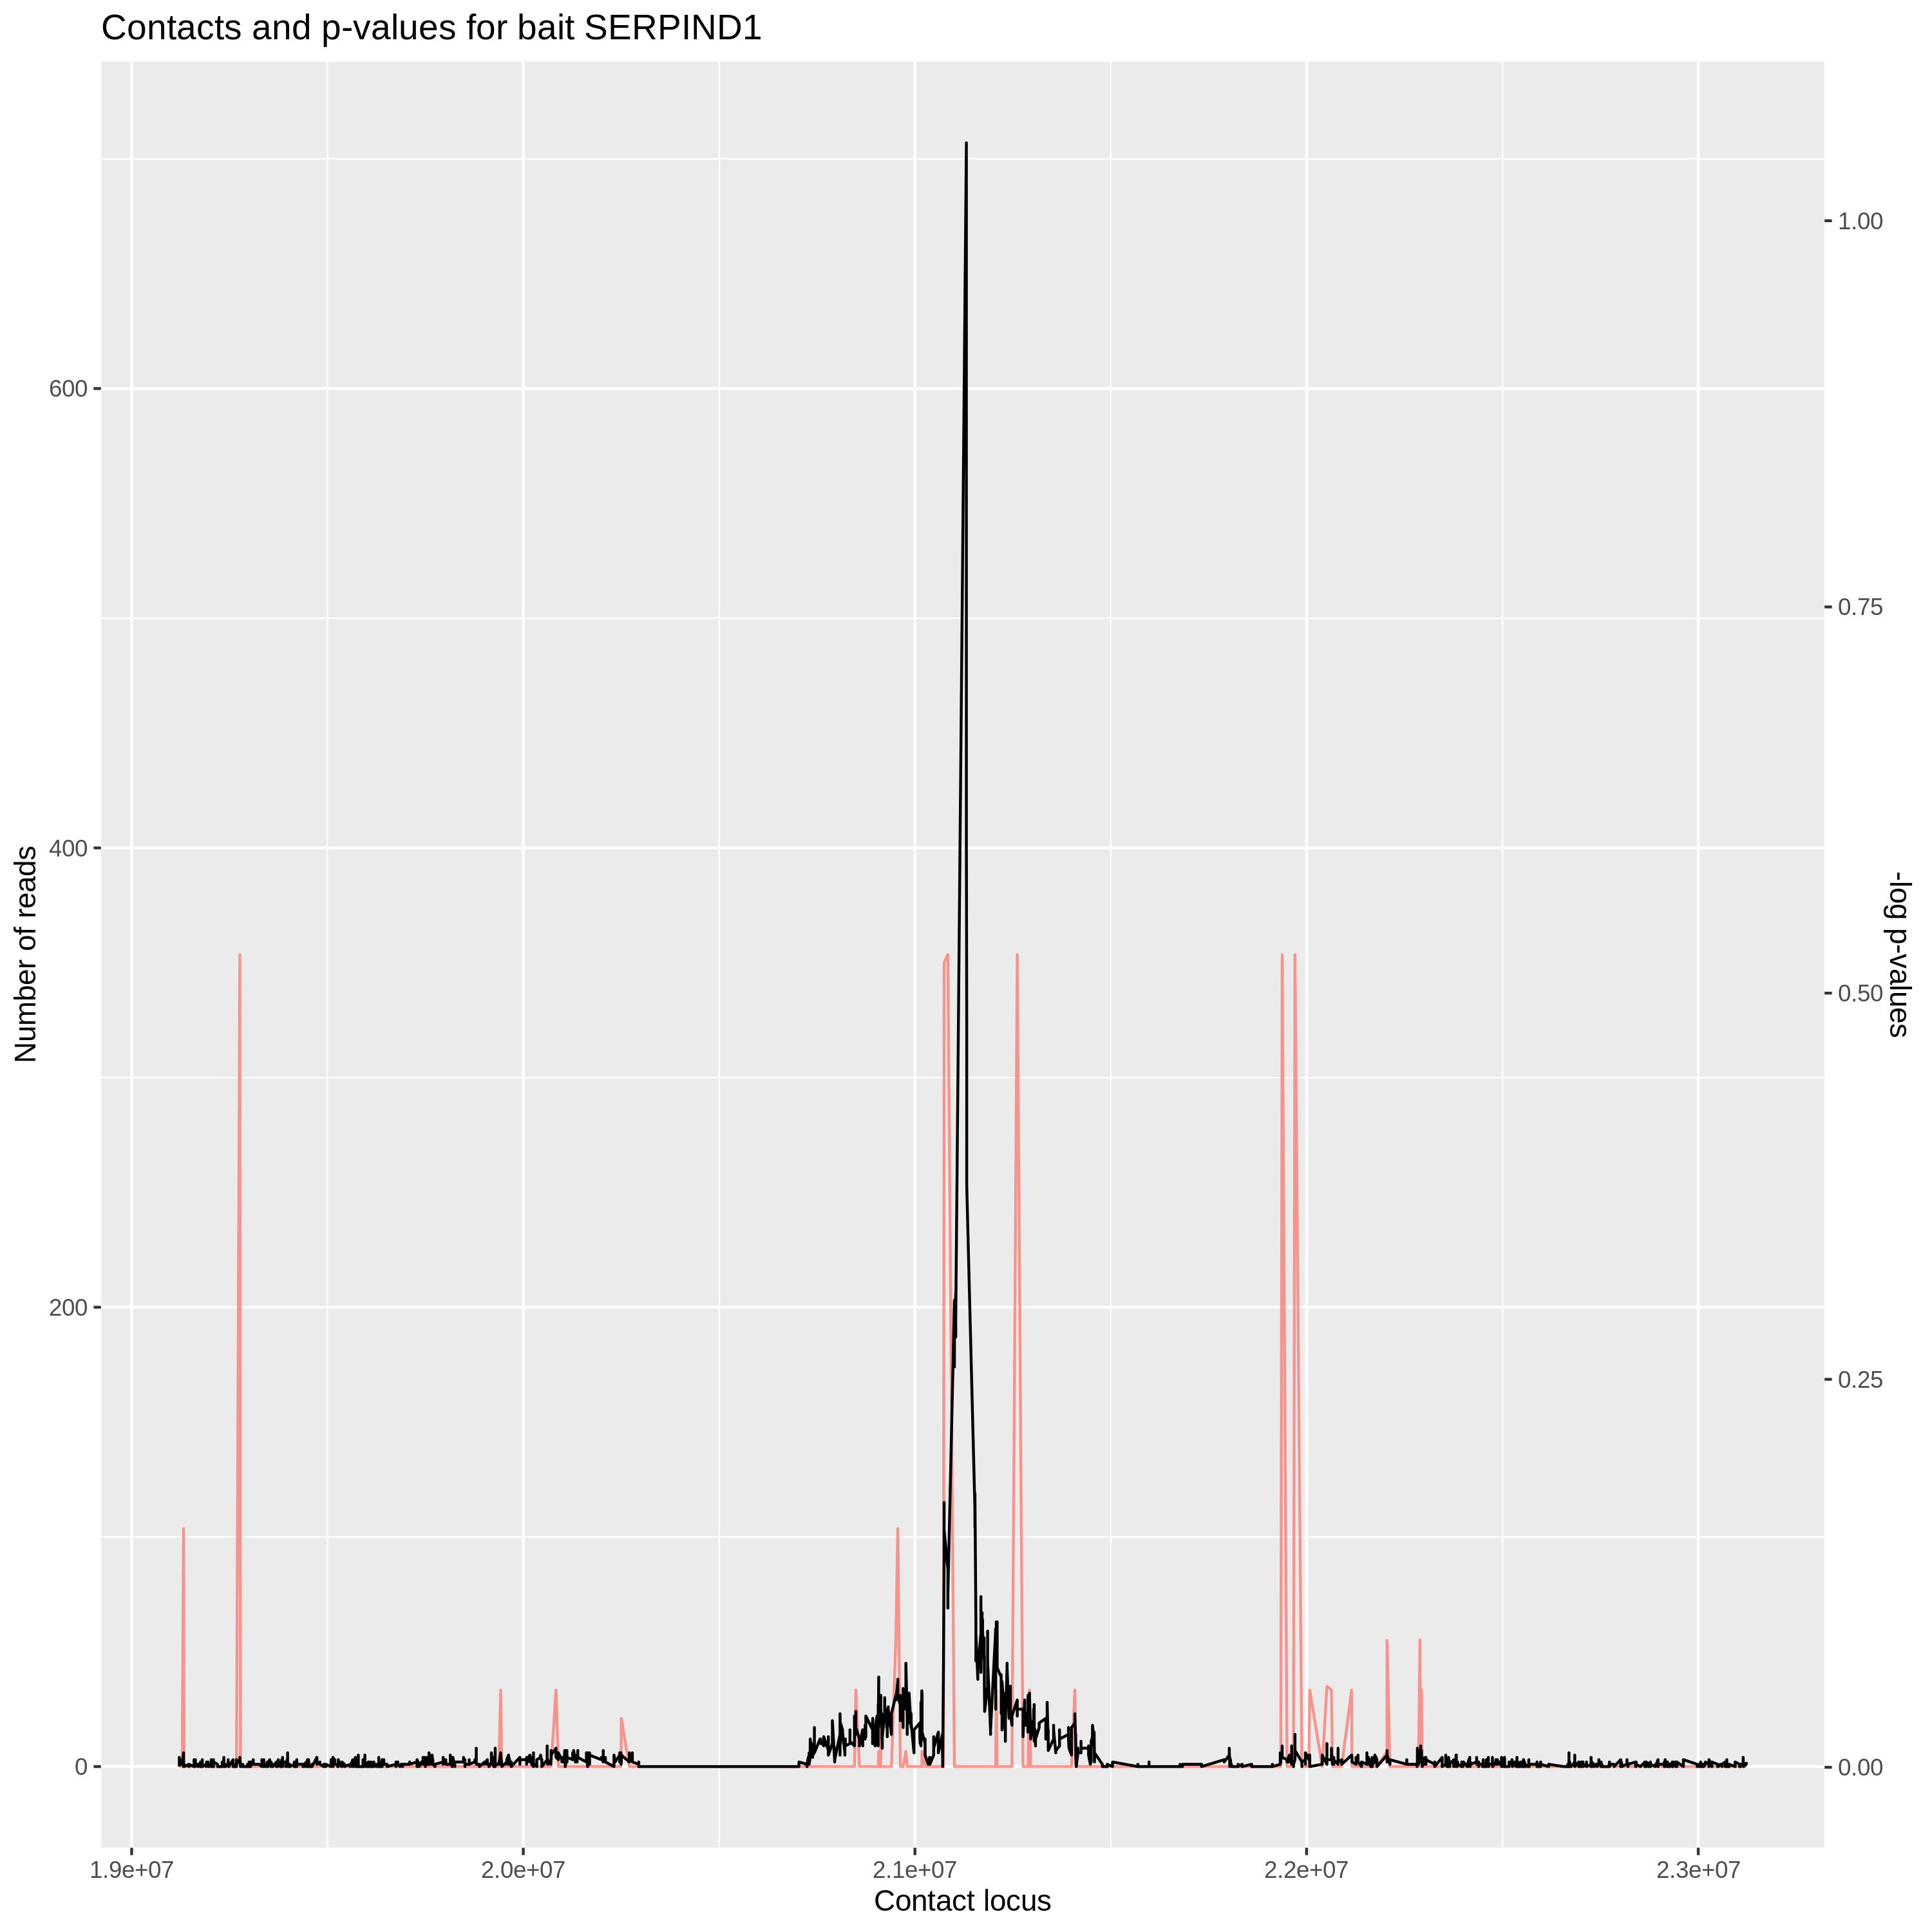 Contacts and p-values for bait SERPIND1
Number of reads
600
400
200
0
1.00
0.75
0.50
0.25
0.00
-log p-values
1.9e+07
2.0e+07
2.1e+07
2.2e+07
2.3e+07
Contact locus